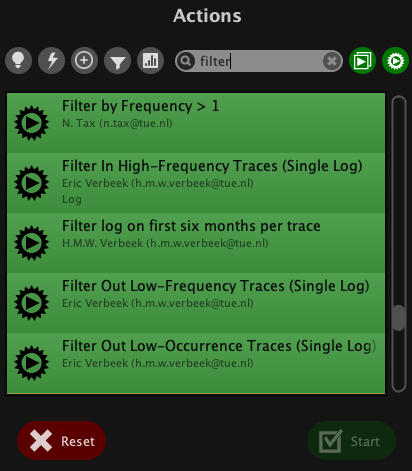 Actions
filter
Filter by Frequency > 1
N. Tax (n.tax@tue.nl)
Filter In High-Frequency Traces (Single Log)
Eric Verbeek (h.m.w.verbeek@tue.nl)
Log
Filter log on first six months per trace
H.M.W. Verbeek (h.m.w.verbeek@tue.nl)
Filter Out Low-Frequency Traces (Single Log)
Eric Verbeek (h.m.w.verbeek@tue.nl)
Filter Out Low-Occurrence Traces (Single Log)
Eric Verbeek (h.m.w.verbeek@tue.nl)
Reset
Start